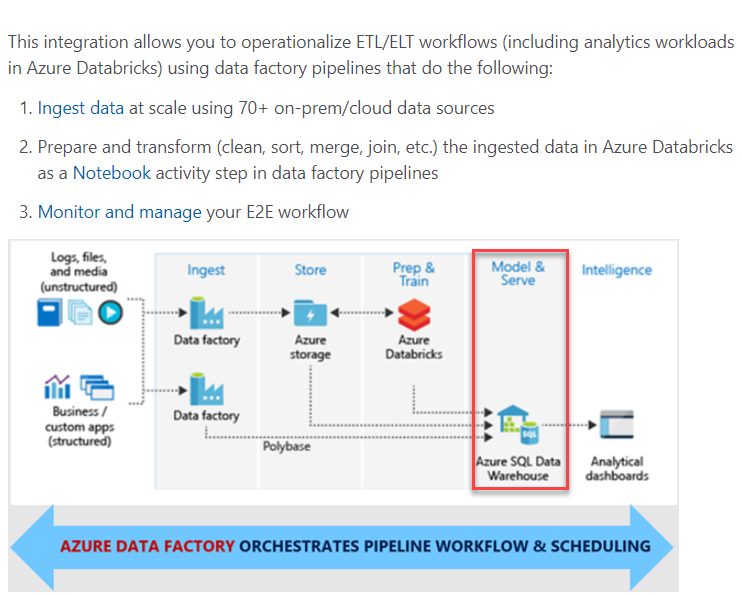 This integration allows you to operationalize ETL/ELT workflows (including analytics workloads
in Azure Databricks) using data factory pipelines that do the following:
1. Ingest data at scale using 70+ on-prem/cloud data sources
2. Prepare and transform (clean, sort, merge, join, etc.) the ingested data in Azure Databricks
as a Notebook activity step in data factory pipelines
3. Monitor and manage your E2E workflow
Logs, files,
and media
(unstructured)
Ingest
Store
Prep &
Train
Model &
Serve
Intelligence
Data factory
Azure
storage
Azure
Databricks
Business /
custom apps
(structured)
Data factory
Polybase
SQL
Azure SQL Data
Warehouse
Analytical
dashboards
AZURE DATA FACTORY ORCHESTRATES PIPELINE WORKFLOW & SCHEDULING